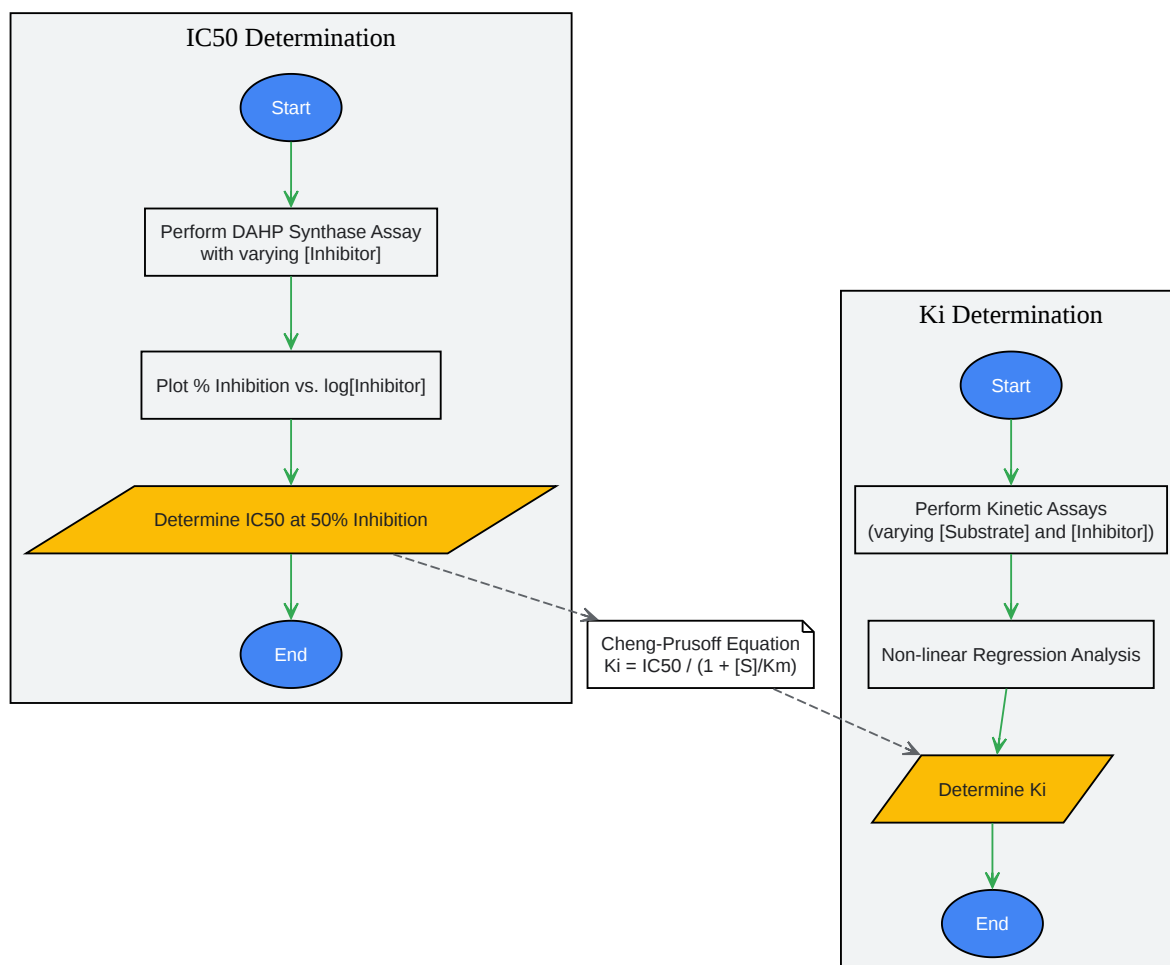 IC50 Determination
Start
Perform DAHP Synthase Assay
with varying [Inhibitor]
Plot % Inhibition vs. log[Inhibitor]
Determine IC50 at 50% Inhibition
End
Cheng-Prusoff Equation
Ki = IC50 / (1 + [S]/Km)
Ki Determination
Start
Perform Kinetic Assays
(varying [Substrate] and [Inhibitor])
Non-linear Regression Analysis
Determine Ki
End